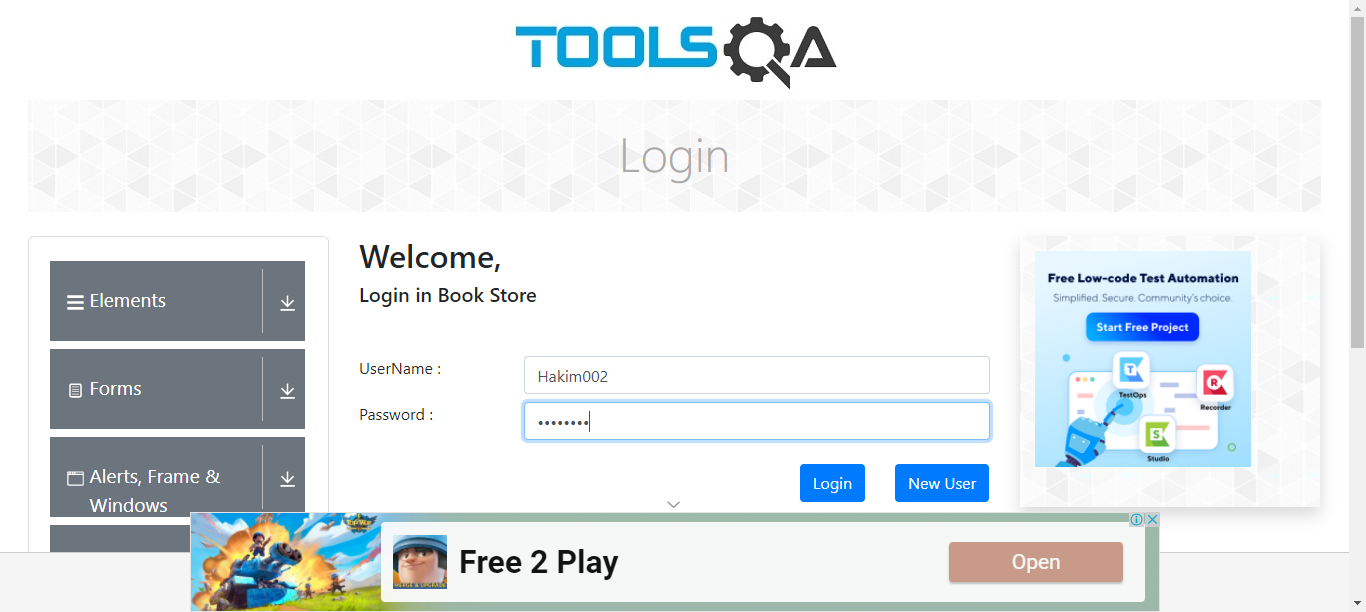 TOOLSQA
Login
Elements
Forms
Alerts, Frame &
Windows
Welcome,
Login in Book Store
UserName :
Hakim002
Password :
••••••••
Login
New User
Free Low-code Test Automation
Simplified. Secure. Community's choice.
Start Free Project
TestOps
Recorder
Studio
Free 2 Play
Open